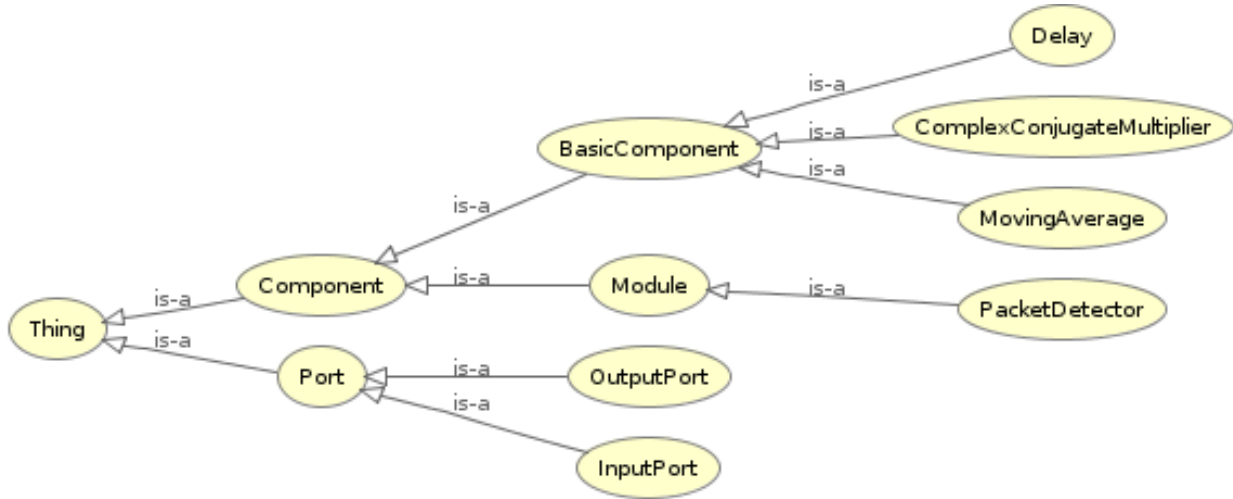 Delay
is-a
ComplexConjugateMultiplier
is-a
BasicComponent
is-a
MovingAverage
is-a
Component
is-a
Module
is-a
PacketDetector
is-a
Thing
is-a
Port
is-a
OutputPort
is-a
InputPort